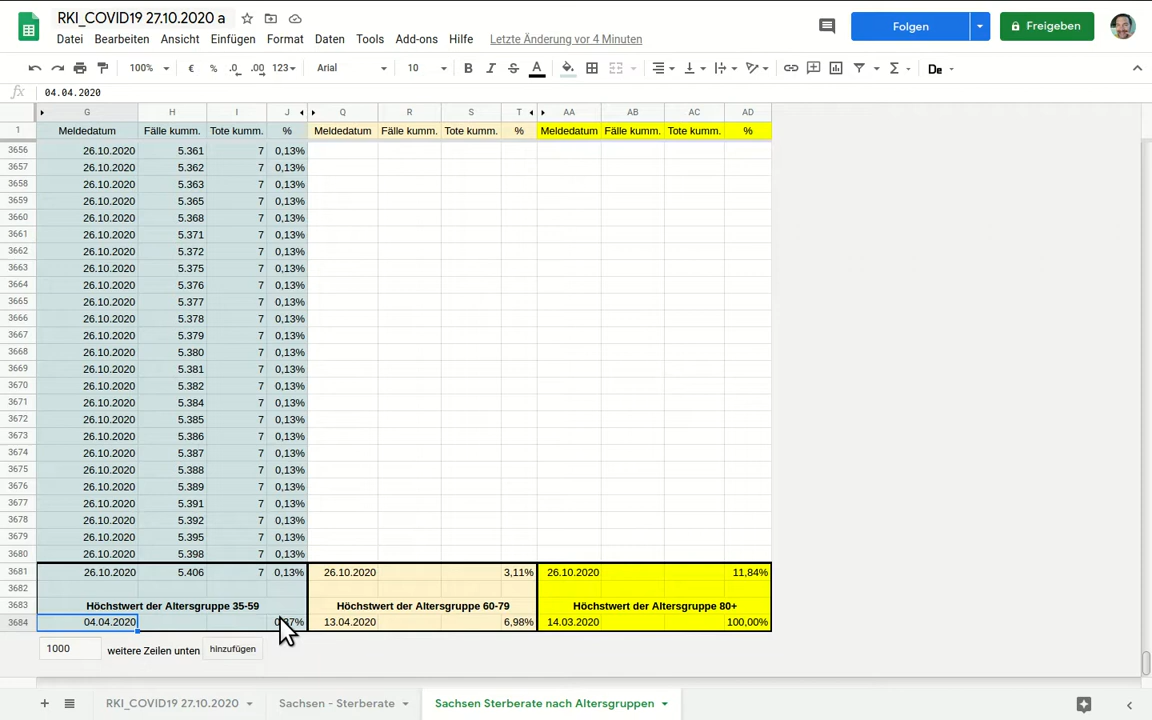 RKI_COVID19 27.10.2020 a
Datei Bearbeiten Ansicht Einfügen Format Daten Tools Add-ons Hilfe Letzte Änderung vor 4 Minuten
Folgen
Freigeben
100% € % .0 .00 123 Arial 10 B I S A Σ De
fx 04.04.2020
G H I J Q R S T AA AB AC AD
1 Meldedatum Fälle kumm. Tote kumm. % Meldedatum Fälle kumm. Tote kumm. % Meldedatum Fälle kumm. Tote kumm. %
3656 26.10.2020 5.361 7 0,13%
3657 26.10.2020 5.362 7 0,13%
3658 26.10.2020 5.363 7 0,13%
3659 26.10.2020 5.365 7 0,13%
3660 26.10.2020 5.368 7 0,13%
3661 26.10.2020 5.371 7 0,13%
3662 26.10.2020 5.372 7 0,13%
3663 26.10.2020 5.375 7 0,13%
3664 26.10.2020 5.376 7 0,13%
3665 26.10.2020 5.377 7 0,13%
3666 26.10.2020 5.378 7 0,13%
3667 26.10.2020 5.379 7 0,13%
3668 26.10.2020 5.380 7 0,13%
3669 26.10.2020 5.381 7 0,13%
3670 26.10.2020 5.382 7 0,13%
3671 26.10.2020 5.384 7 0,13%
3672 26.10.2020 5.385 7 0,13%
3673 26.10.2020 5.386 7 0,13%
3674 26.10.2020 5.387 7 0,13%
3675 26.10.2020 5.388 7 0,13%
3676 26.10.2020 5.389 7 0,13%
3677 26.10.2020 5.391 7 0,13%
3678 26.10.2020 5.392 7 0,13%
3679 26.10.2020 5.395 7 0,13%
3680 26.10.2020 5.398 7 0,13%
3681 26.10.2020 5.406 7 0,13% 26.10.2020 3,11% 26.10.2020 11,84%
3682
3683 Höchstwert der Altersgruppe 35-59 Höchstwert der Altersgruppe 60-79 Höchstwert der Altersgruppe 80+
3684 04.04.2020 13.04.2020 6,98% 14.03.2020 100,00%
1000 weitere Zeilen unten hinzufügen
RKI_COVID19 27.10.2020 Sachsen - Sterberate Sachsen Sterberate nach Altersgruppen